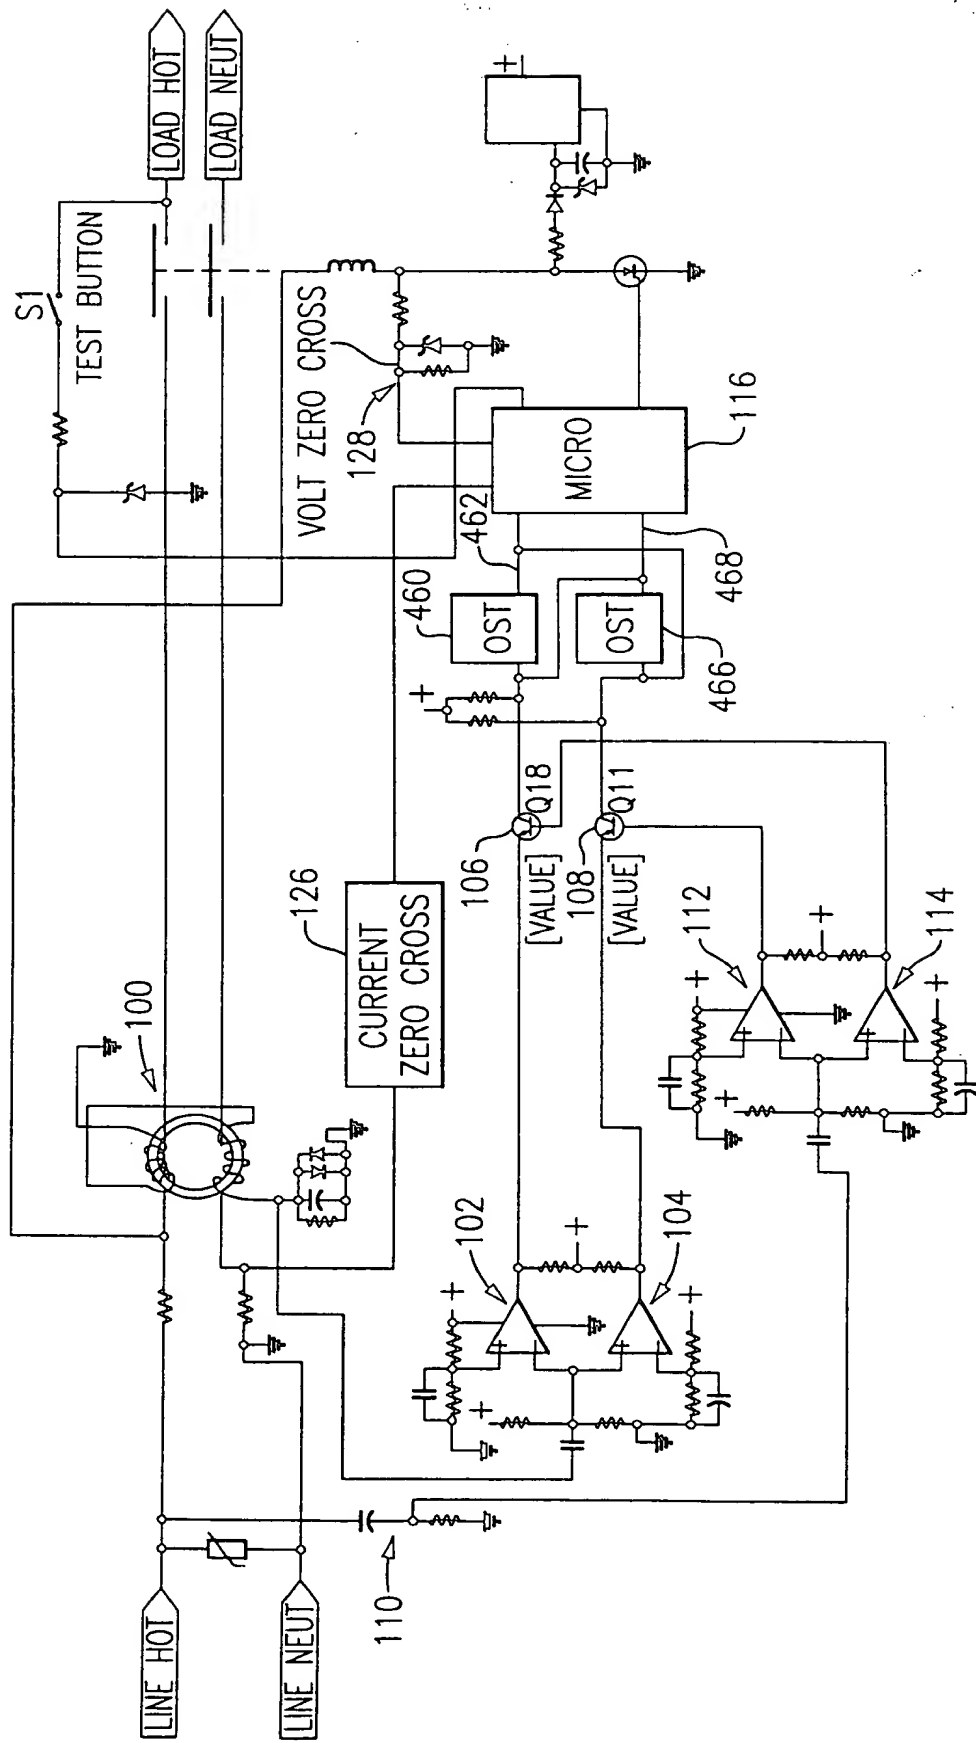 LINE HOT
LINE NEUT
110
100
S1
TEST BUTTON
LOAD HOT
LOAD NEUT
126
CURRENT
ZERO CROSS
VOLT ZERO CROSS
128
102
104
106
Q18
[VALUE]
108
Q11
[VALUE]
112
114
460
OST
462
466
OST
468
MICRO
116